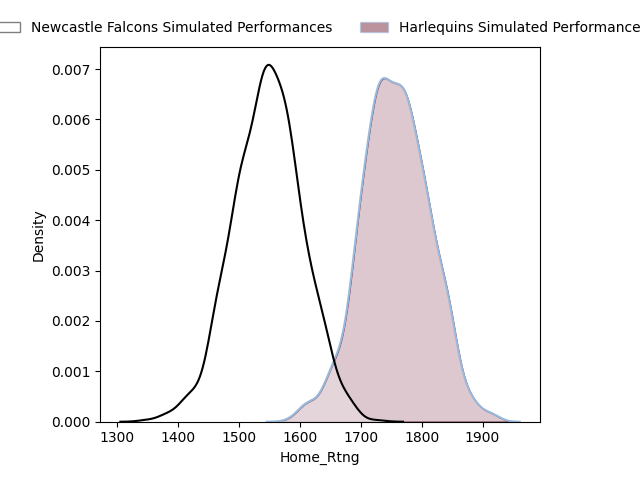 Newcastle Falcons Simulated Performances Harlequins Simulated Performance
0.007
0.006
0.005
0.004
0.003
0.002
0.001
0.000
Density
1300 1400 1500 1600 1700 1800 1900
Home_Rtng